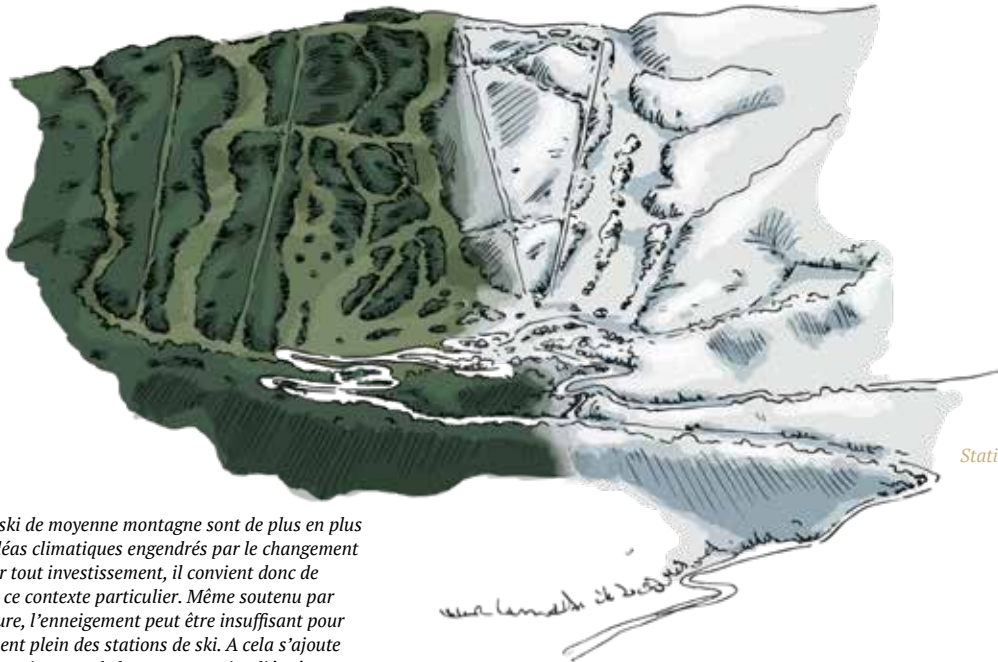 Stati
ski de moyenne montagne sont de plus en plus
léas climatiques engendrés par le changement
r tout investissement, il convient donc de
ce contexte particulier. Même soutenu par
ure, l'enneigement peut être insuffisant pour
ent plein des stations de ski. A cela s'ajoute